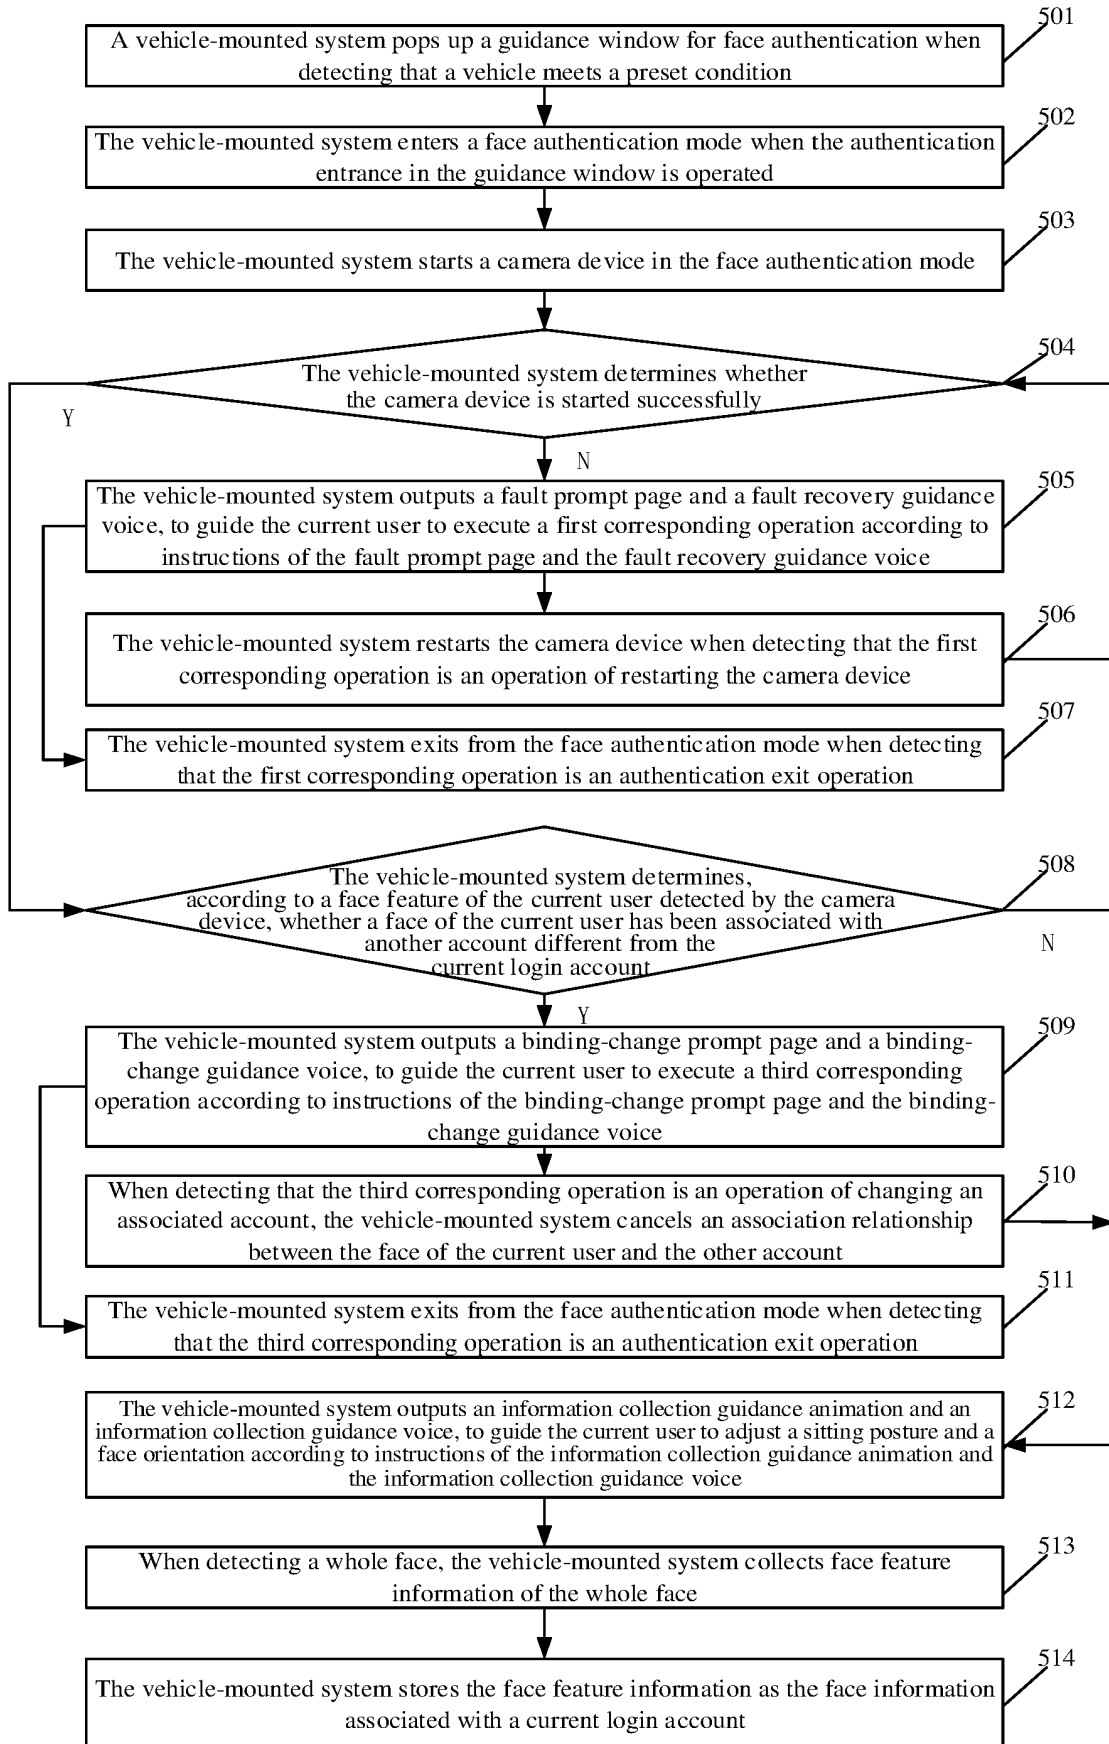 501
A vehicle-mounted system pops up a guidance window for face authentication when
detecting that a vehicle meets a preset condition
502
The vehicle-mounted system enters a face authentication mode when the authentication
entrance in the guidance window is operated
503
The vehicle-mounted system starts a camera device in the face authentication mode
504
The vehicle-mounted system determines whether
the camera device is started successfully
Y
N
505
The vehicle-mounted system outputs a fault prompt page and a fault recovery guidance
voice, to guide the current user to execute a first corresponding operation according to
instructions of the fault prompt page and the fault recovery guidance voice
506
The vehicle-mounted system restarts the camera device when detecting that the first
corresponding operation is an operation of restarting the camera device
507
The vehicle-mounted system exits from the face authentication mode when detecting
that the first corresponding operation is an authentication exit operation
508
The vehicle-mounted system determines,
according to a face feature of the current user detected by the camera
device, whether a face of the current user has been associated with
another account different from the
current login account
N
Y
509
The vehicle-mounted system outputs a binding-change prompt page and a binding-
change guidance voice, to guide the current user to execute a third corresponding
operation according to instructions of the binding-change prompt page and the binding-
change guidance voice
510
When detecting that the third corresponding operation is an operation of changing an
associated account, the vehicle-mounted system cancels an association relationship
between the face of the current user and the other account
511
The vehicle-mounted system exits from the face authentication mode when detecting
that the third corresponding operation is an authentication exit operation
512
The vehicle-mounted system outputs an information collection guidance animation and an
information collection guidance voice, to guide the current user to adjust a sitting posture and a
face orientation according to instructions of the information collection guidance animation and
the information collection guidance voice
513
When detecting a whole face, the vehicle-mounted system collects face feature
information of the whole face
514
The vehicle-mounted system stores the face feature information as the face information
associated with a current login account